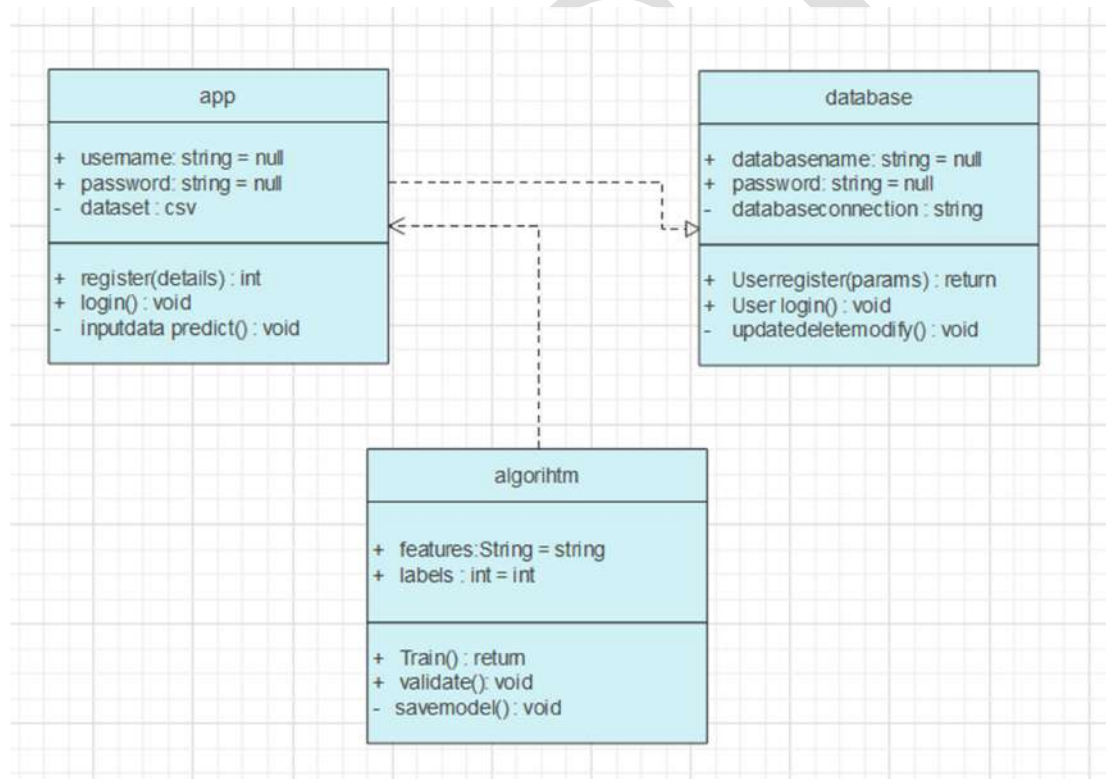 app
+ username: string = null
+ password: string = null
- dataset : csv
+ register(details) : int
+ login() : void
- inputdata predict() : void
database
+ databasename: string = null
+ password: string = null
- databaseconnection : string
+ Userregister(params) : return
+ User login() : void
- updatedeletemodify() : void
algorihtm
+ features:String = string
+ labels : int = int
+ Train() : return
+ validate(): void
- savemodel() : void